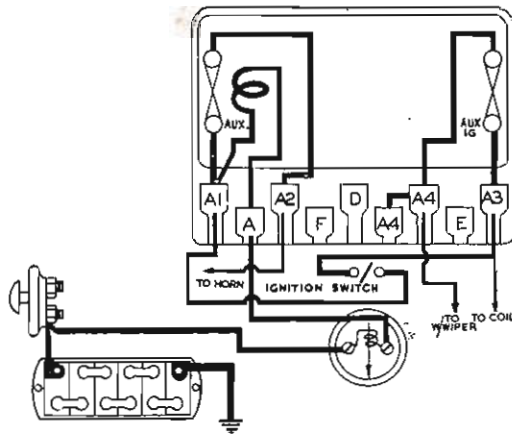 AUX.
AUX
IG
A1
A
A2
F
D
A4
A4
E
A3
TO HORN
IGNITION SWITCH
TO
W/WIPER
TO COIL